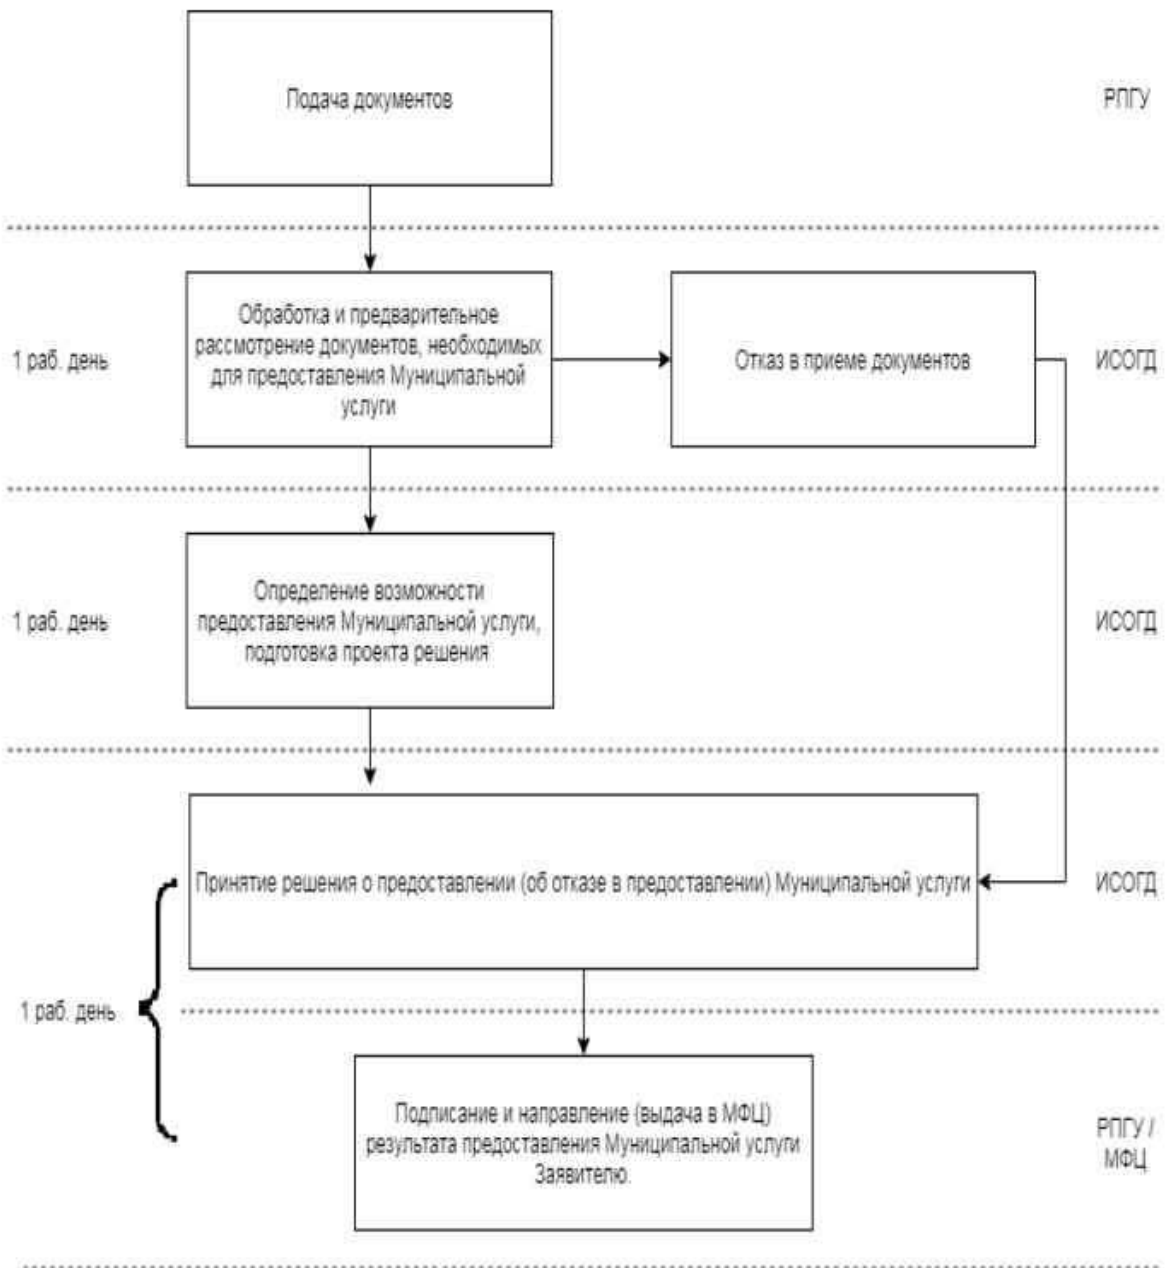 Подача документов
РПГУ
1 раб. день
Обработка и предварительное
рассмотрение документов, необходимых
для предоставления Муниципальной
услуги
Отказ в приеме документов
ИСОГД
1 раб. день
Определение возможности
предоставления Муниципальной услуги,
подготовка проекта решения
ИСОГД
Принятие решения о предоставлении (об отказе в предоставлении) Муниципальной услуги
ИСОГД
1 раб. день
Подписание и направление (выдача в МФЦ)
результата предоставления Муниципальной услуги
Заявителю.
РПГУ /
МФЦ